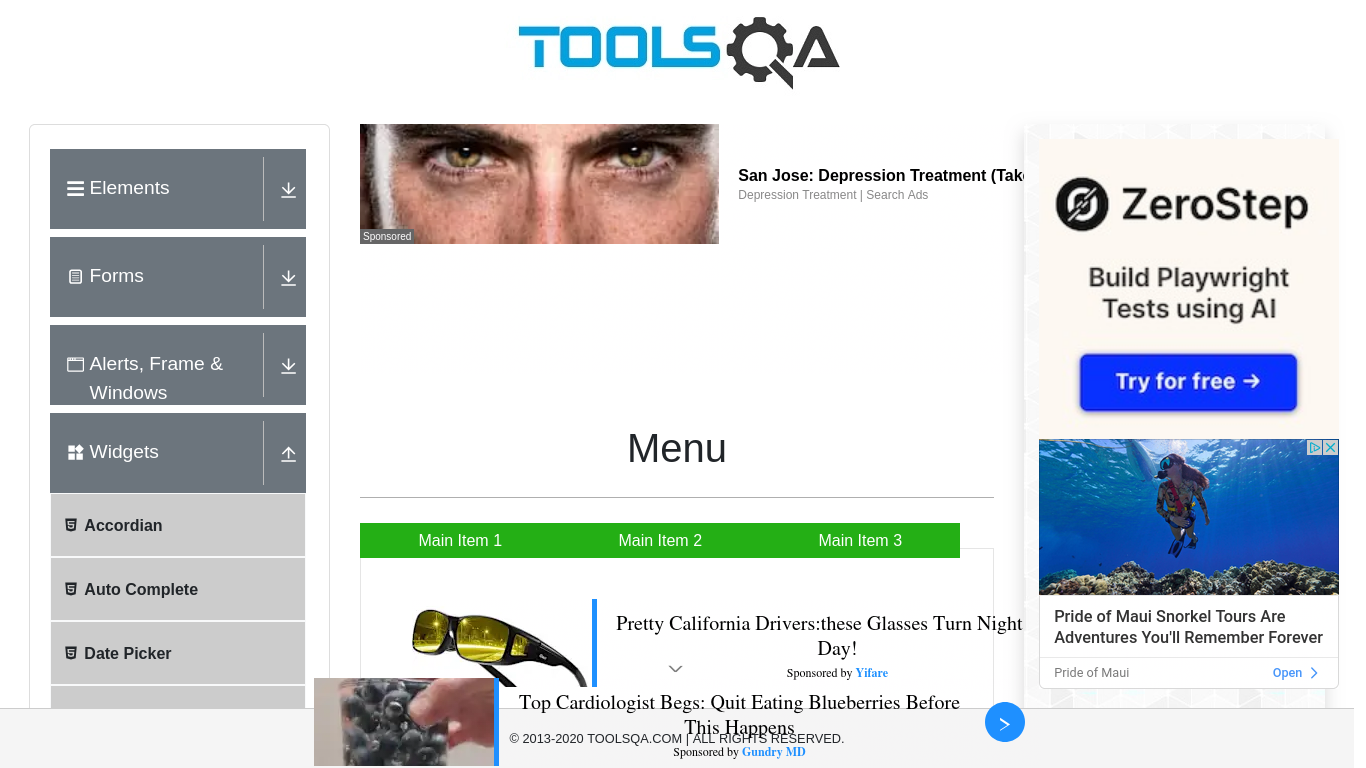 TOOLSQA
Elements
Forms
Alerts, Frame &
Windows
Widgets
Accordian
Auto Complete
Date Picker
Sponsored
San Jose: Depression Treatment (Take
Depression Treatment | Search Ads
Menu
Main Item 1
Main Item 2
Main Item 3
Pretty California Drivers:these Glasses Turn Night
Day!
Sponsored by Yifare
Top Cardiologist Begs: Quit Eating Blueberries Before
This Happens
© 2013-2020 TOOLSQA.COM | ALL RIGHTS RESERVED.
Sponsored by Gundry MD
ZeroStep
Build Playwright
Tests using AI
Try for free →
Pride of Maui Snorkel Tours Are
Adventures You'll Remember Forever
Pride of Maui
Open